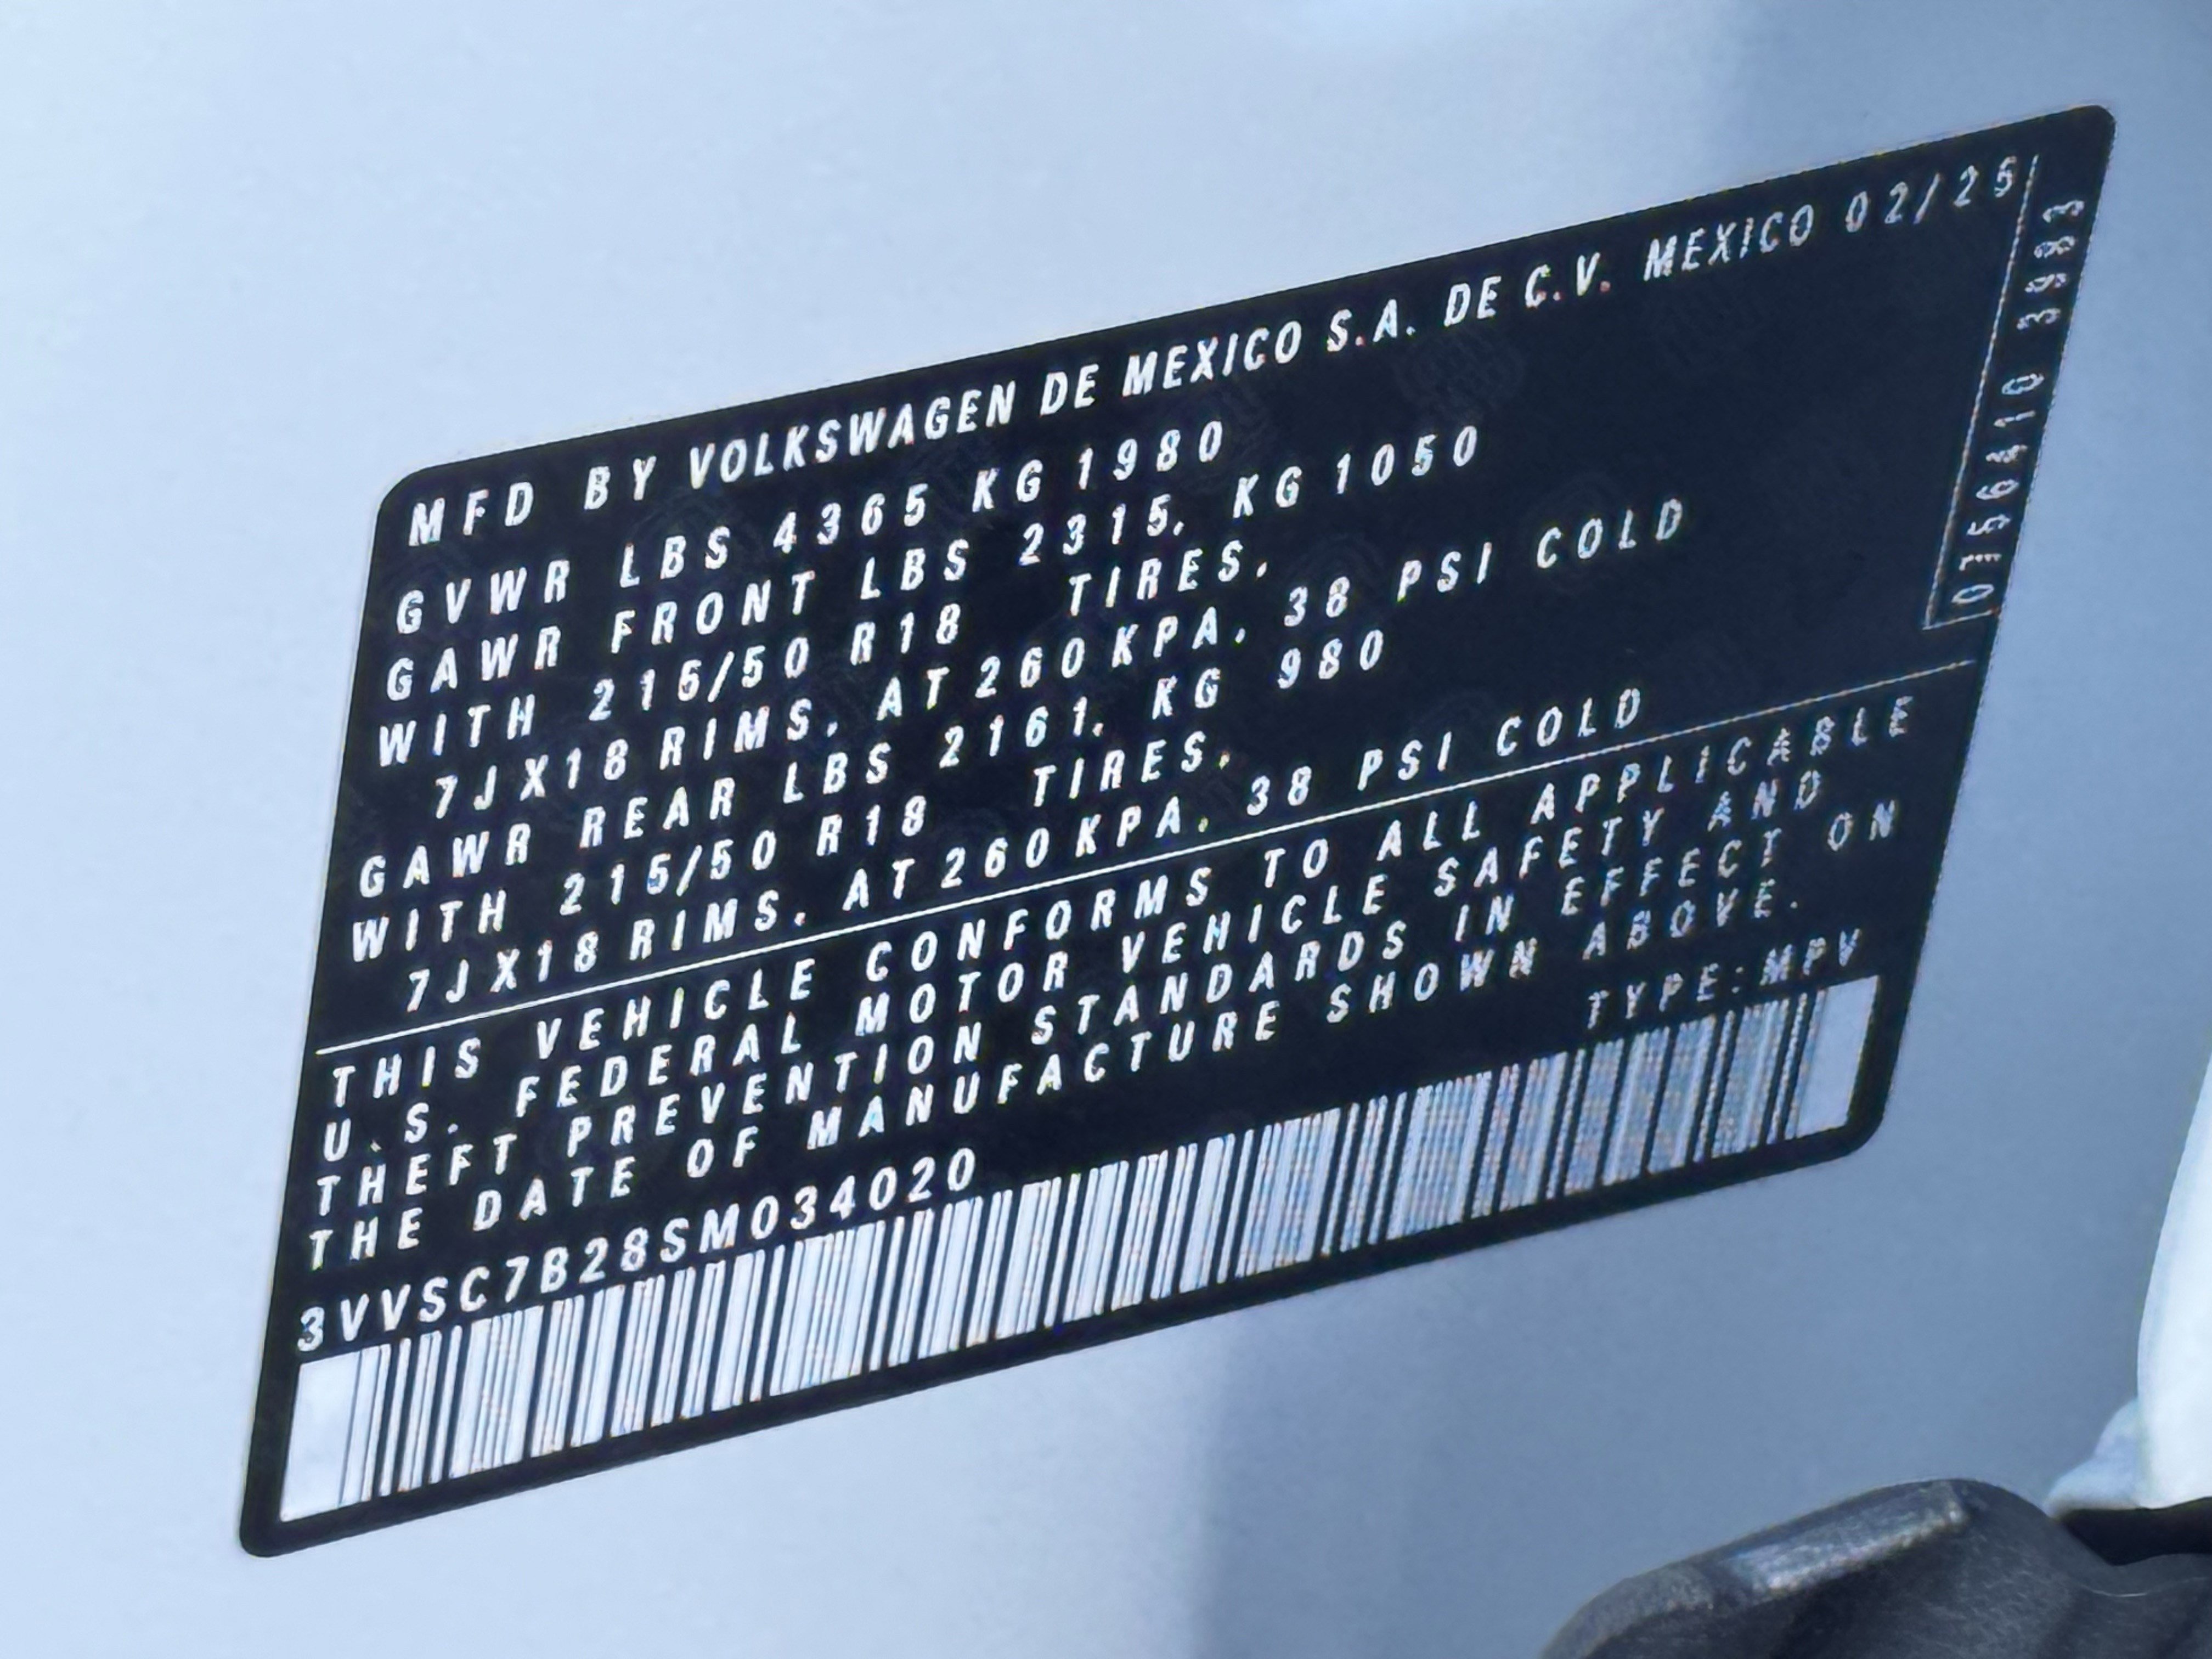 MFD BY VOLKSWAGEN DE MEXICO S.A. DE C.V. MEXICO 02/25
GVWR LBS 4365 KG 1980
GAWR FRONT LBS 2315, KG 1050
WITH 215/50 R18 TIRES,
7JX18 RIMS, AT 260 KPA, 38 PSI COLD
GAWR REAR LBS 2161, KG 980
WITH 215/50 R18 TIRES,
7JX18 RIMS, AT 260 KPA, 38 PSI COLD
THIS VEHICLE CONFORMS TO ALL APPLICABLE
U.S. FEDERAL MOTOR VEHICLE SAFETY AND
THEFT PREVENTION STANDARDS IN EFFECT ON
THE DATE OF MANUFACTURE SHOWN ABOVE.
TYPE: MPV
3VVSC7B28SM034020